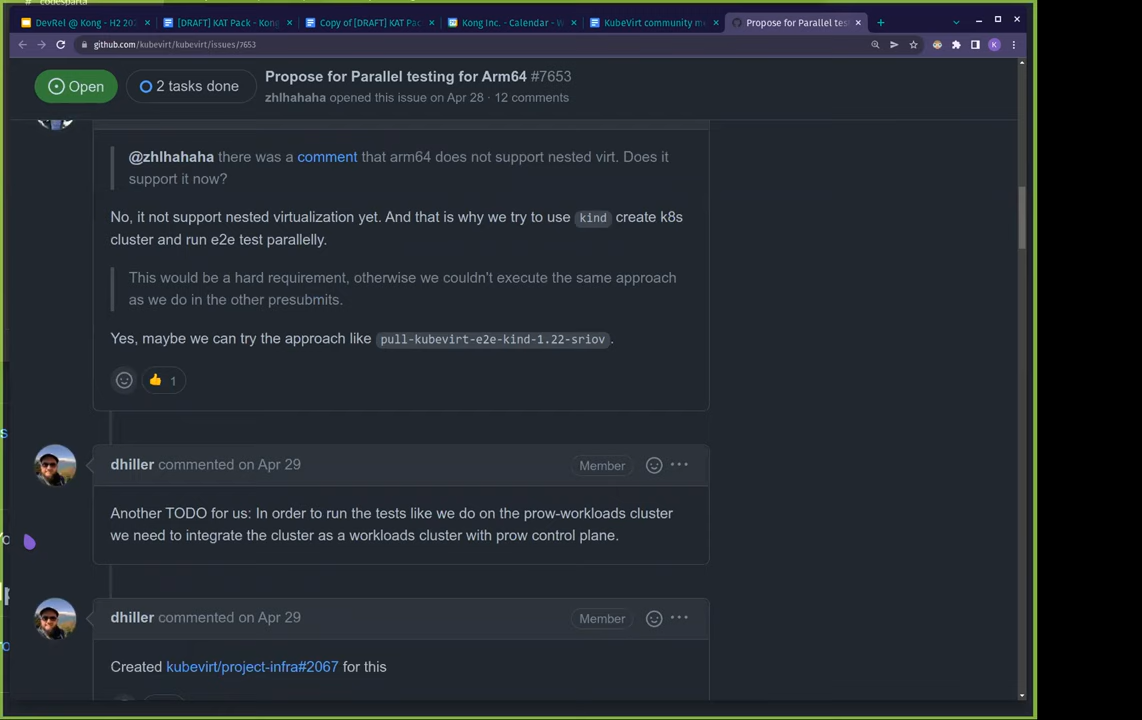 codesparta
DevRel @ Kong - H2 202
[DRAFT] KAT Pack - Kong
Copy of [DRAFT] KAT Pac
Kong Inc. - Calendar - W
KubeVirt community m
Propose for Parallel test
github.com/kubevirt/kubevirt/issues/7653
K
Open
2 tasks done
Propose for Parallel testing for Arm64 #7653
zhlhahaha opened this issue on Apr 28 · 12 comments
@zhlhahaha there was a comment that arm64 does not support nested virt. Does it
support it now?
No, it not support nested virtualization yet. And that is why we try to use kind create k8s
cluster and run e2e test parallelly.
This would be a hard requirement, otherwise we couldn't execute the same approach
as we do in the other presubmits.
Yes, maybe we can try the approach like pull-kubevirt-e2e-kind-1.22-sriov.
👍 1
dhiller commented on Apr 29
Member
Another TODO for us: In order to run the tests like we do on the prow-workloads cluster
we need to integrate the cluster as a workloads cluster with prow control plane.
dhiller commented on Apr 29
Member
Created kubevirt/project-infra#2067 for this